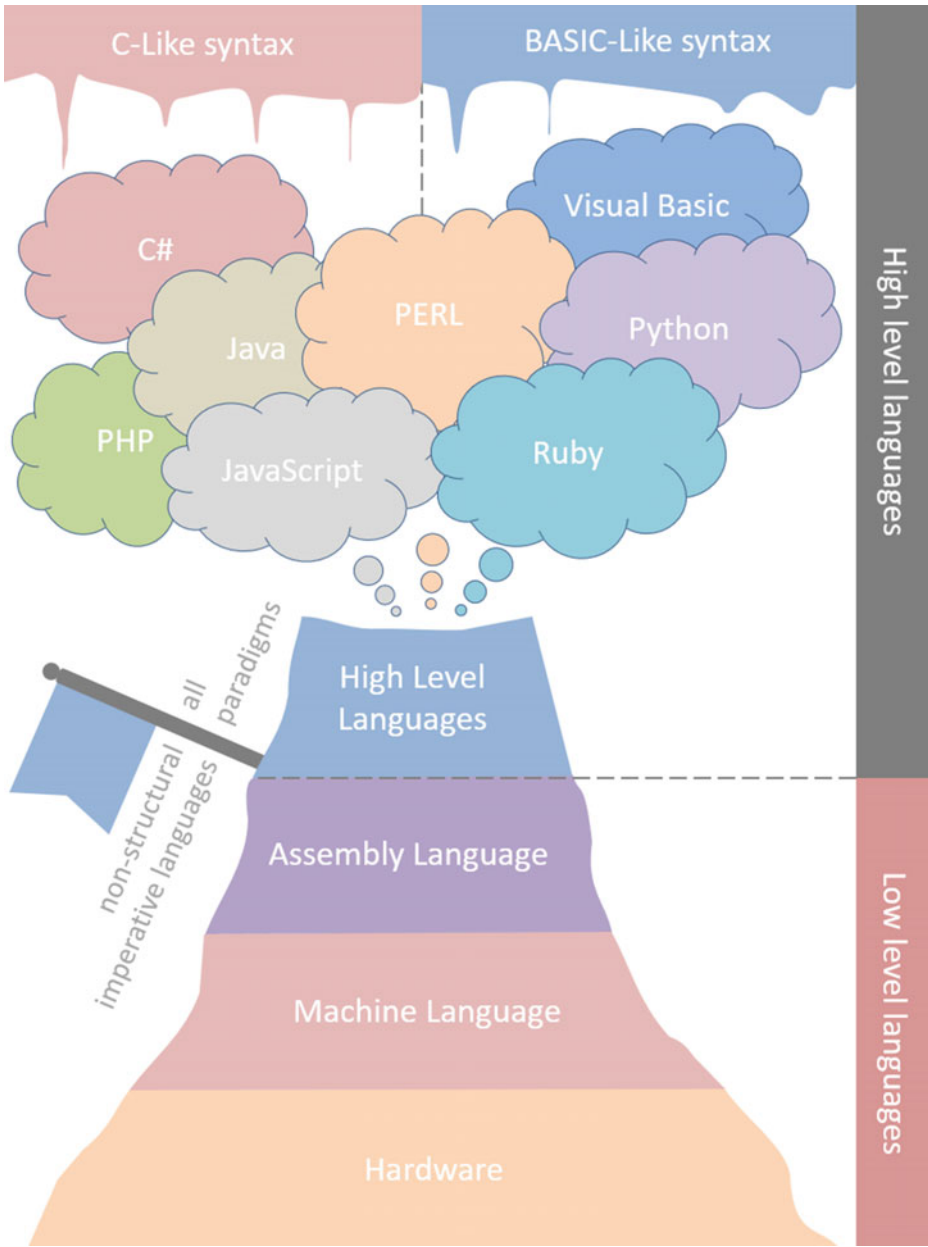 C-Like syntax
BASIC-Like syntax
Visual Basic
C#
PERL
Python
Java
PHP
JavaScript
Ruby
High level languages
all
paradigms
non-structural
imperative languages
High Level
Languages
Assembly Language
Machine Language
Hardware
Low level languages